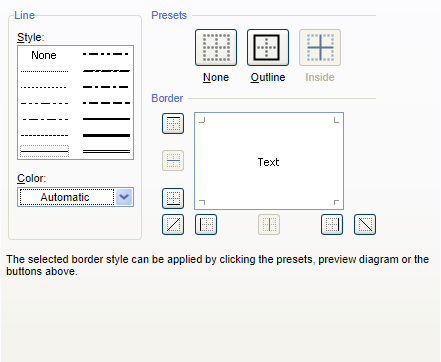 Line
Presets
Style:
None
None
Outline
Inside
Border
Text
Color:
Automatic
The selected border style can be applied by clicking the presets, preview diagram or the
buttons above.